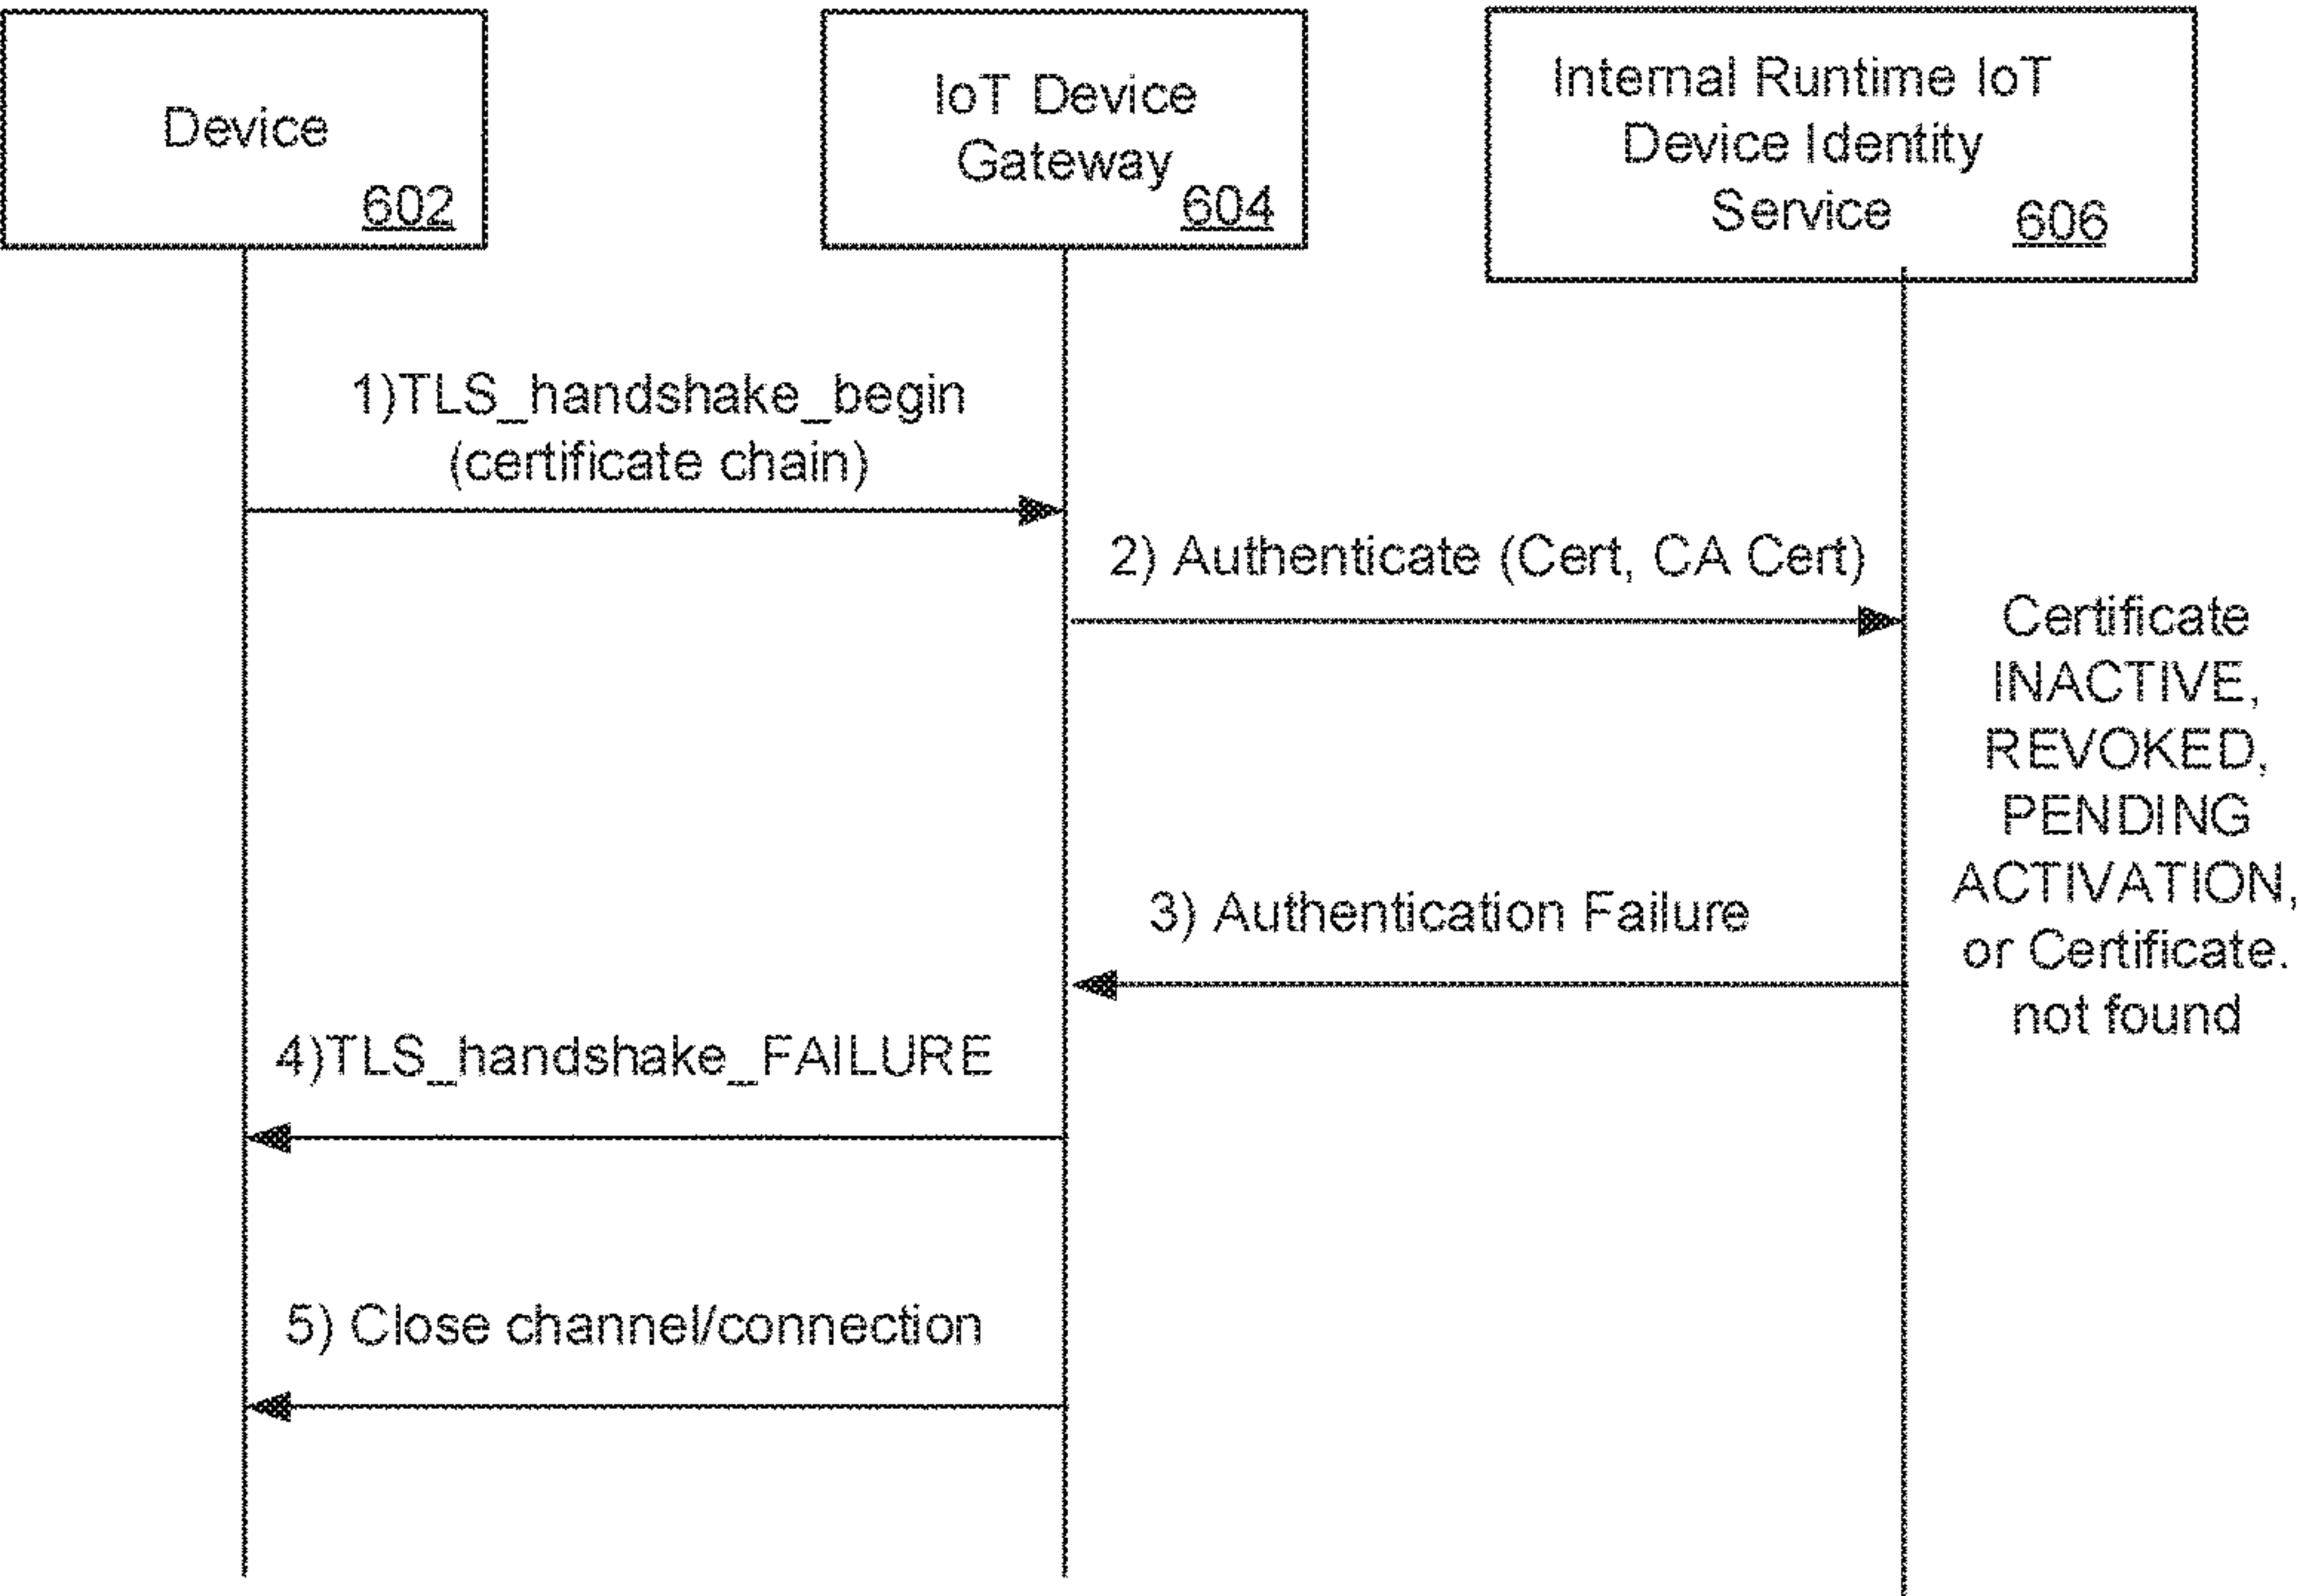 Device
602
IoT Device
Gateway
604
Internal Runtime IoT
Device Identity
Service
606
1)TLS_handshake_begin
(certificate chain)
2) Authenticate (Cert, CA Cert)
Certificate
INACTIVE,
REVOKED,
PENDING
ACTIVATION,
or Certificate.
not found
3) Authentication Failure
4)TLS_handshake_FAILURE
5) Close channel/connection